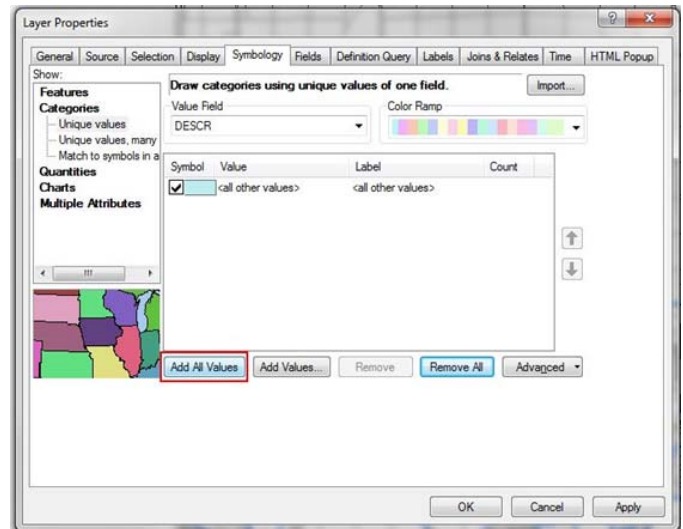 Layer Properties
General Source Selection Display Symbology Fields Definition Query Labels Joins & Relates Time HTML Popup
Show:
Features
Categories
Unique values
Unique values, many
Match to symbols in a
Quantities
Charts
Multiple Attributes
Draw categories using unique values of one field.
Import...
Value Field
Color Ramp
DESCR
Symbol Value Label Count
<all other values> <all other values>
Add All Values Add Values... Remove Remove All Advanced
OK Cancel Apply